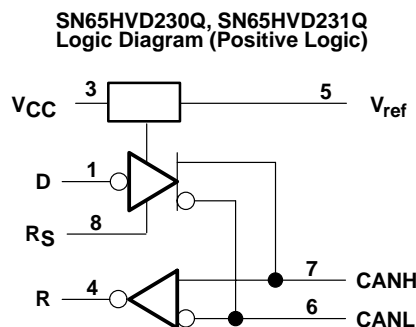 SN65HVD230Q, SN65HVD231Q
Logic Diagram (Positive Logic)
VCC 3 5 Vref
D 1
RS 8
7 CANH
R 4
6 CANL